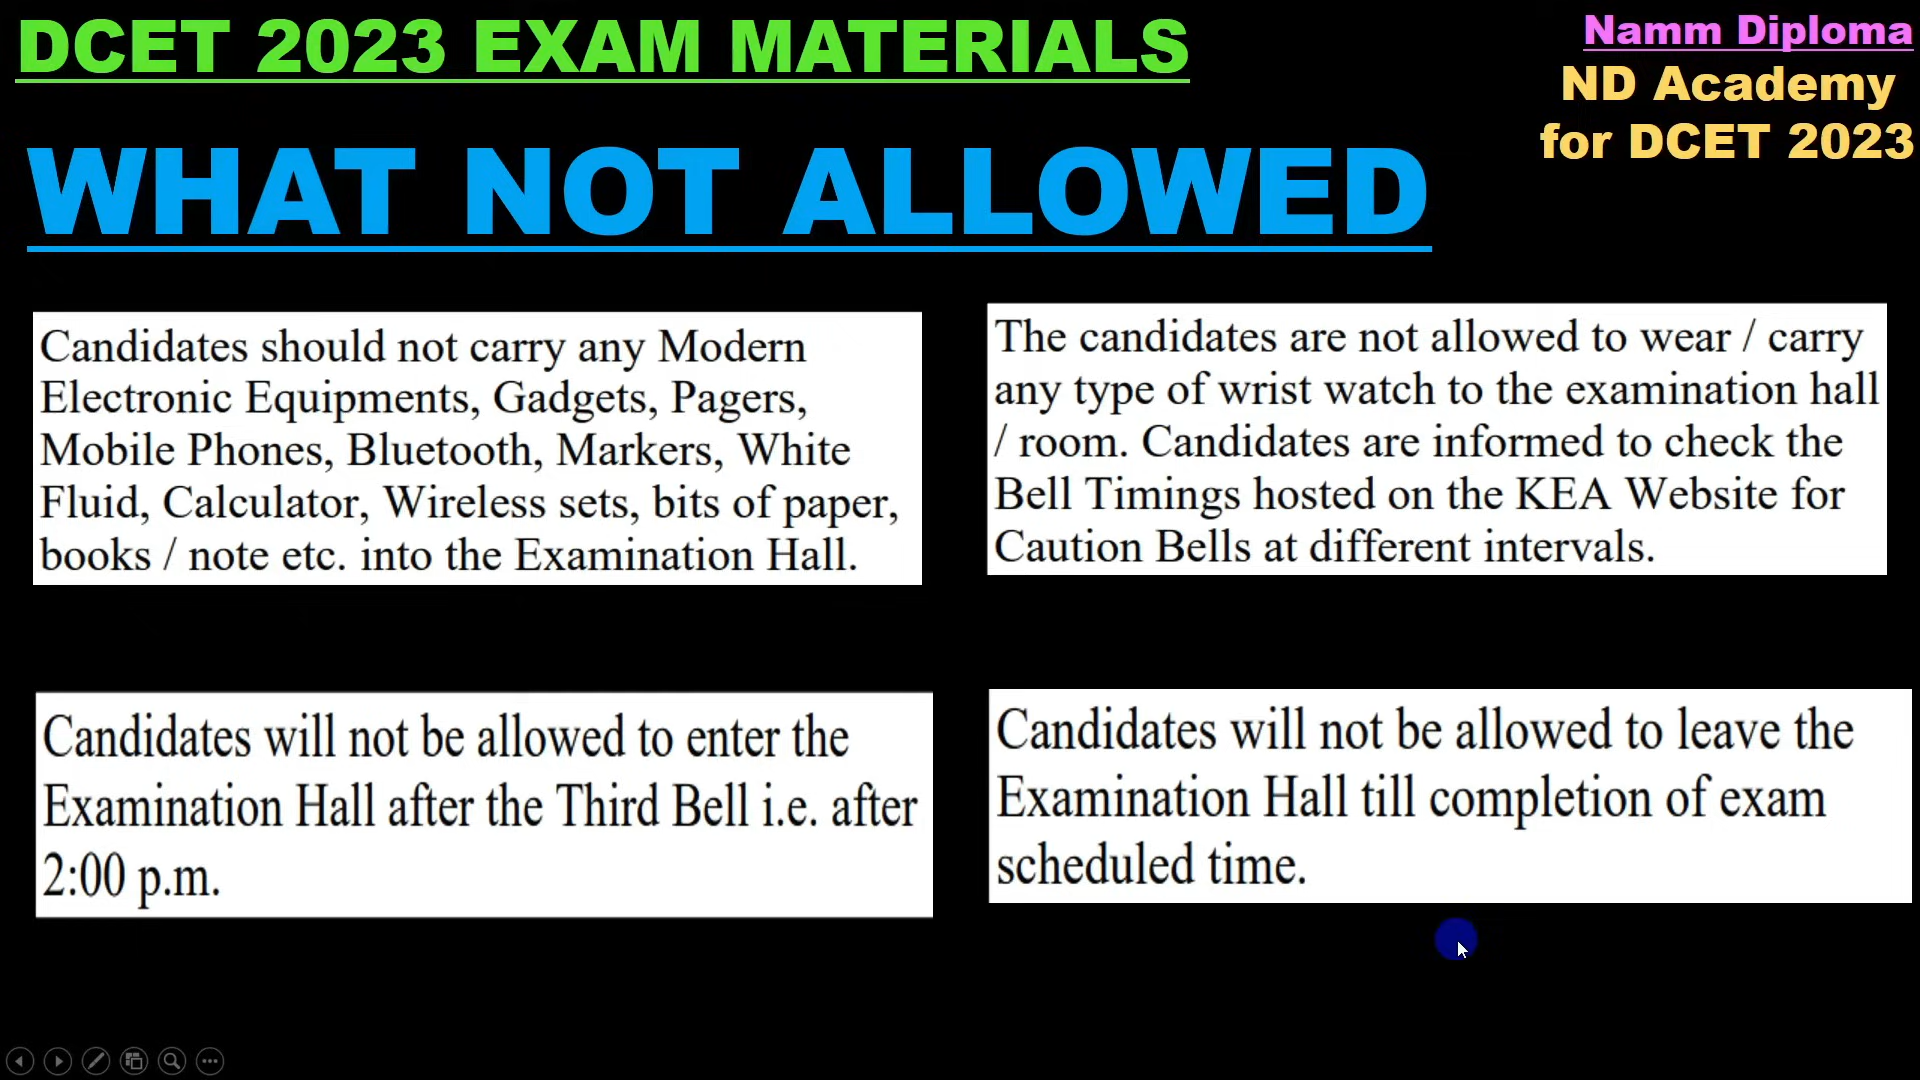 DCET 2023 EXAM MATERIALS
Namm Diploma
ND Academy
for DCET 2023
WHAT NOT ALLOWED
Candidates should not carry any Modern
Electronic Equipments, Gadgets, Pagers,
Mobile Phones, Bluetooth, Markers, White
Fluid, Calculator, Wireless sets, bits of paper,
books / note etc. into the Examination Hall.
The candidates are not allowed to wear / carry
any type of wrist watch to the examination hall
/ room. Candidates are informed to check the
Bell Timings hosted on the KEA Website for
Caution Bells at different intervals.
Candidates will not be allowed to enter the
Examination Hall after the Third Bell i.e. after
2:00 p.m.
Candidates will not be allowed to leave the
Examination Hall till completion of exam
scheduled time.